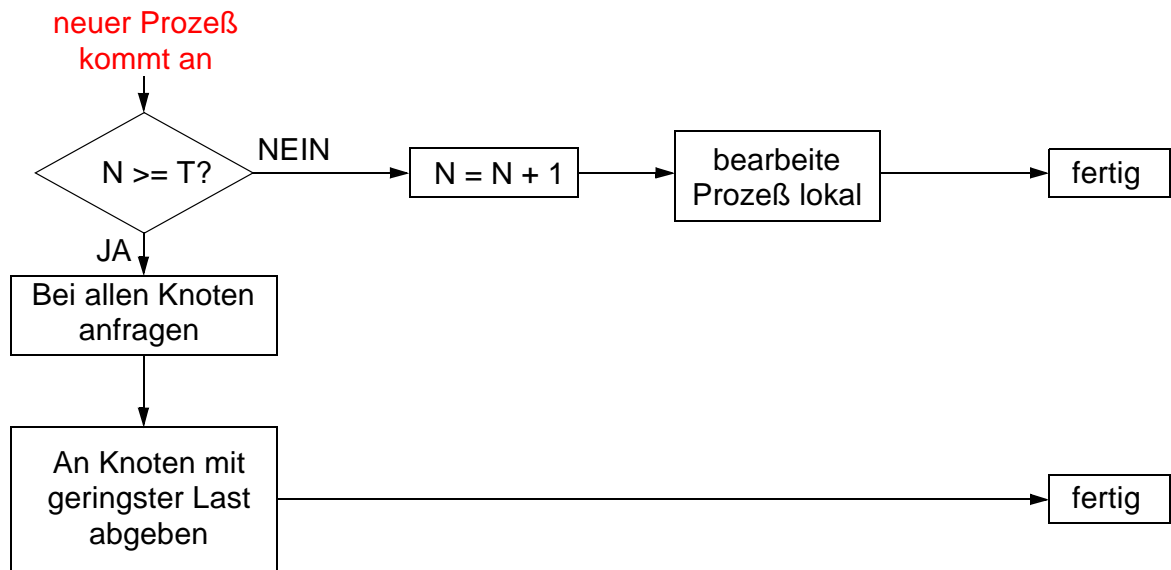 neuer Prozeß
kommt an
N >= T?
NEIN
N = N + 1
bearbeite
Prozeß lokal
fertig
JA
Bei allen Knoten
anfragen
An Knoten mit
geringster Last
abgeben
fertig